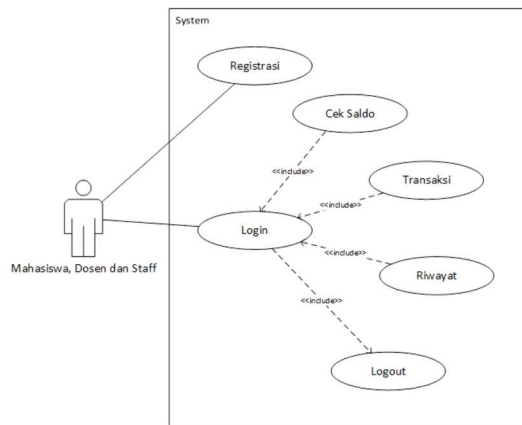 System
Registrasi
Cek Saldo
<<include>>
Transaksi
<<include>>
Login
<<include>>
Riwayat
Mahasiswa, Dosen dan Staff
<<include>>
Logout